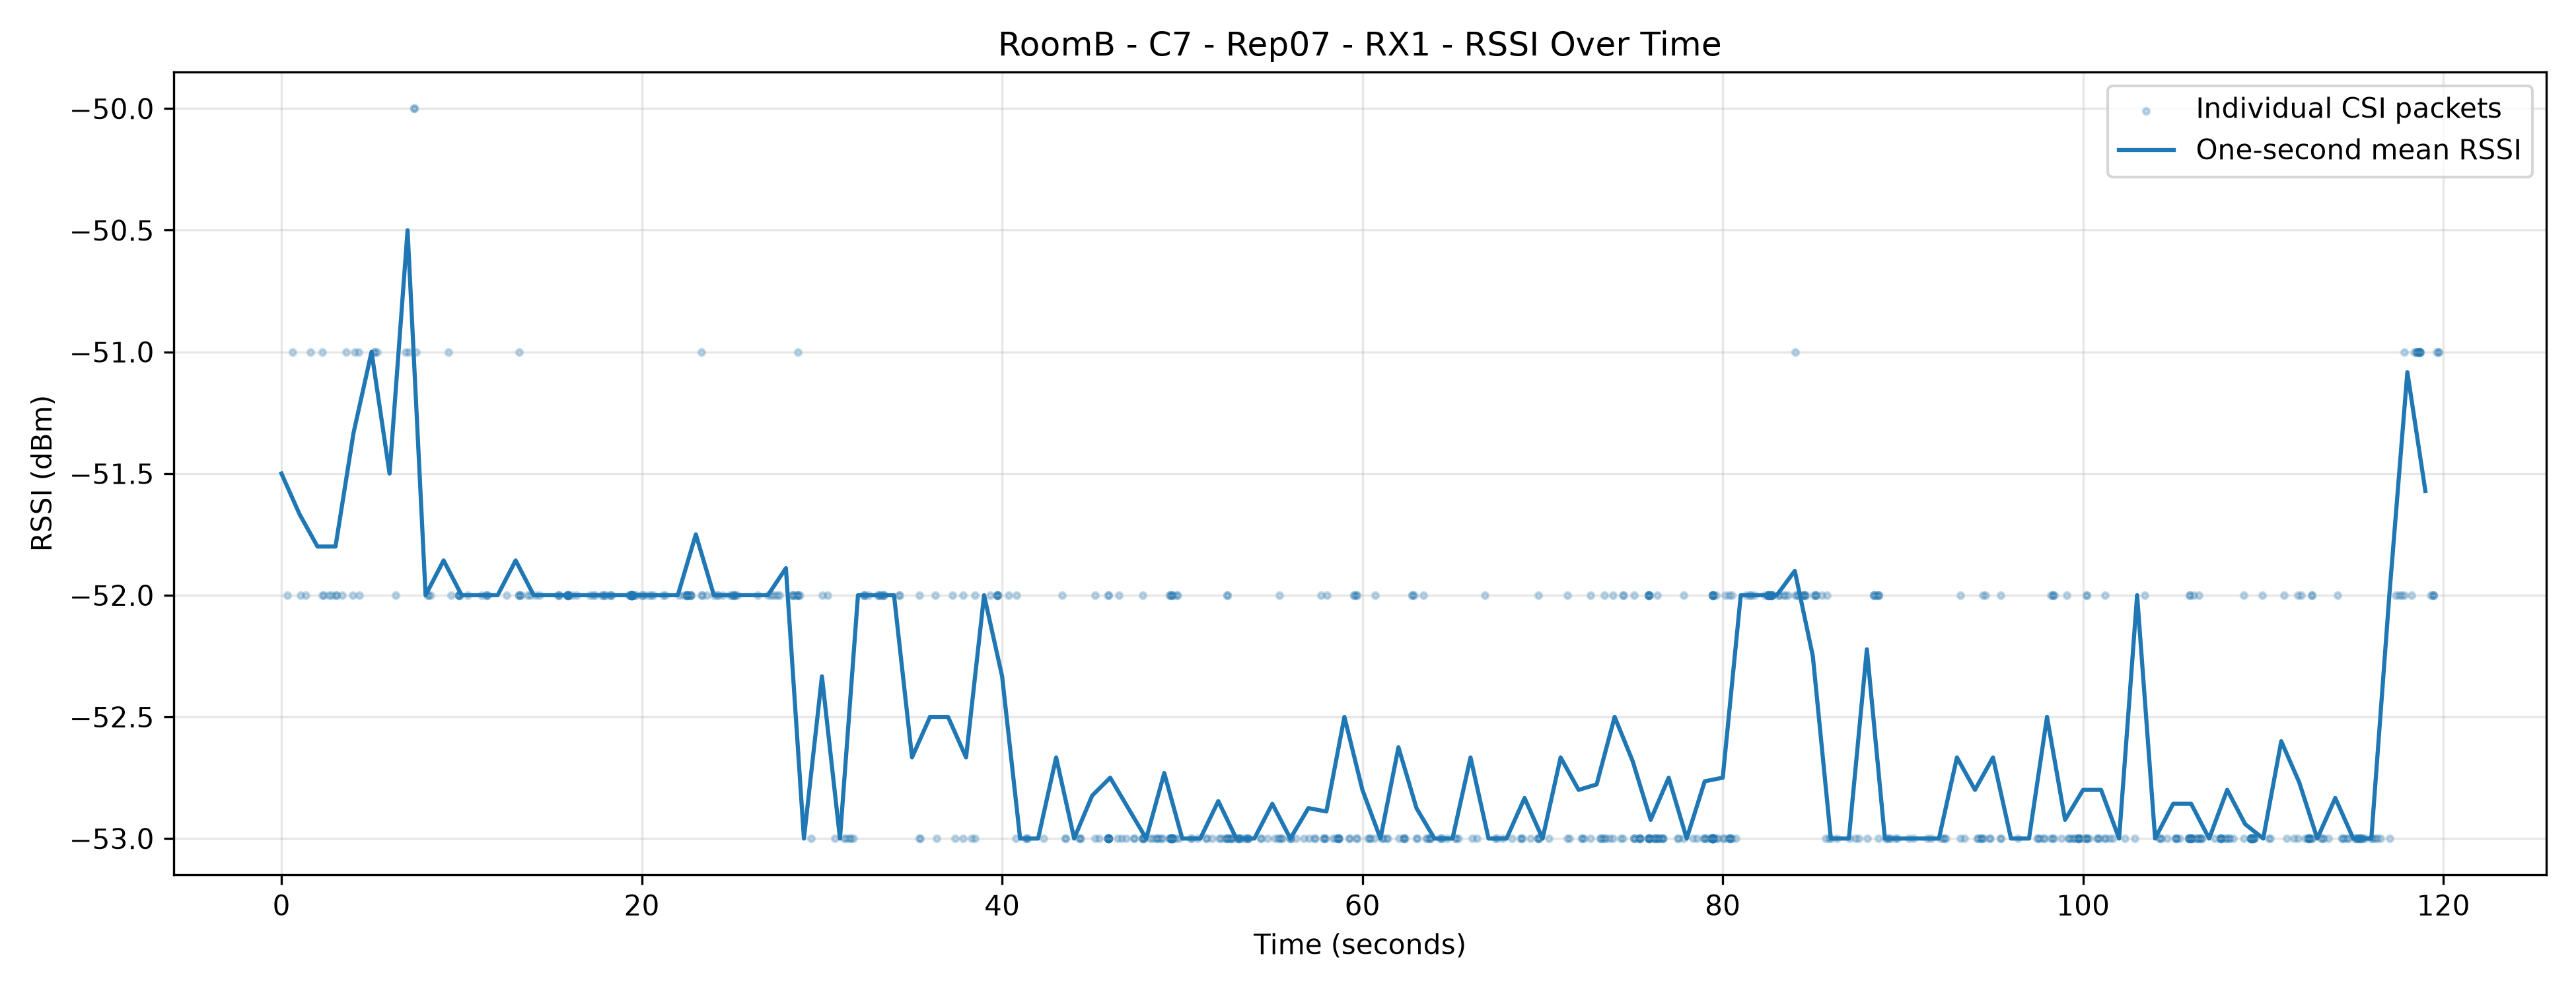 RoomB - C7 - Rep07 - RX1 - RSSI Over Time
Individual CSI packets
One-second mean RSSI
RSSI (dBm)
−50.0
−50.5
−51.0
−51.5
−52.0
−52.5
−53.0
0 20 40 60 80 100 120
Time (seconds)